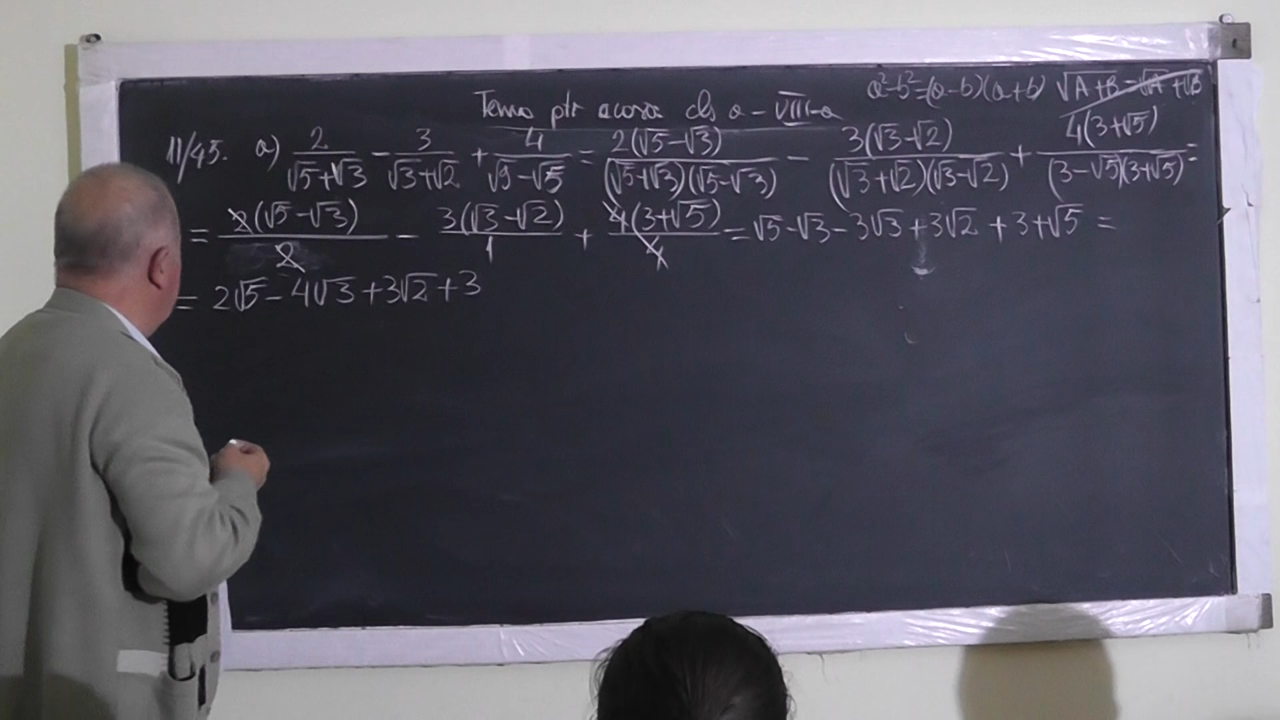 a²-b²=(a-b)(a+b) √A+B = √A+√B
Tema ptr acasa cls a-VIII-a
11/45. a) 2/(√5+√3) - 3/(√3+√2) + 4/(√9-√5) = 2(√5-√3)/((√5+√3)(√5-√3)) - 3(√3-√2)/((√3+√2)(√3-√2)) + 4(3+√5)/((3-√5)(3+√5)) =
= 2(√5-√3)/2 - 3(√3-√2)/1 + 4(3+√5)/4 = √5-√3-3√3+3√2+3+√5 =
= 2√5-4√3+3√2+3